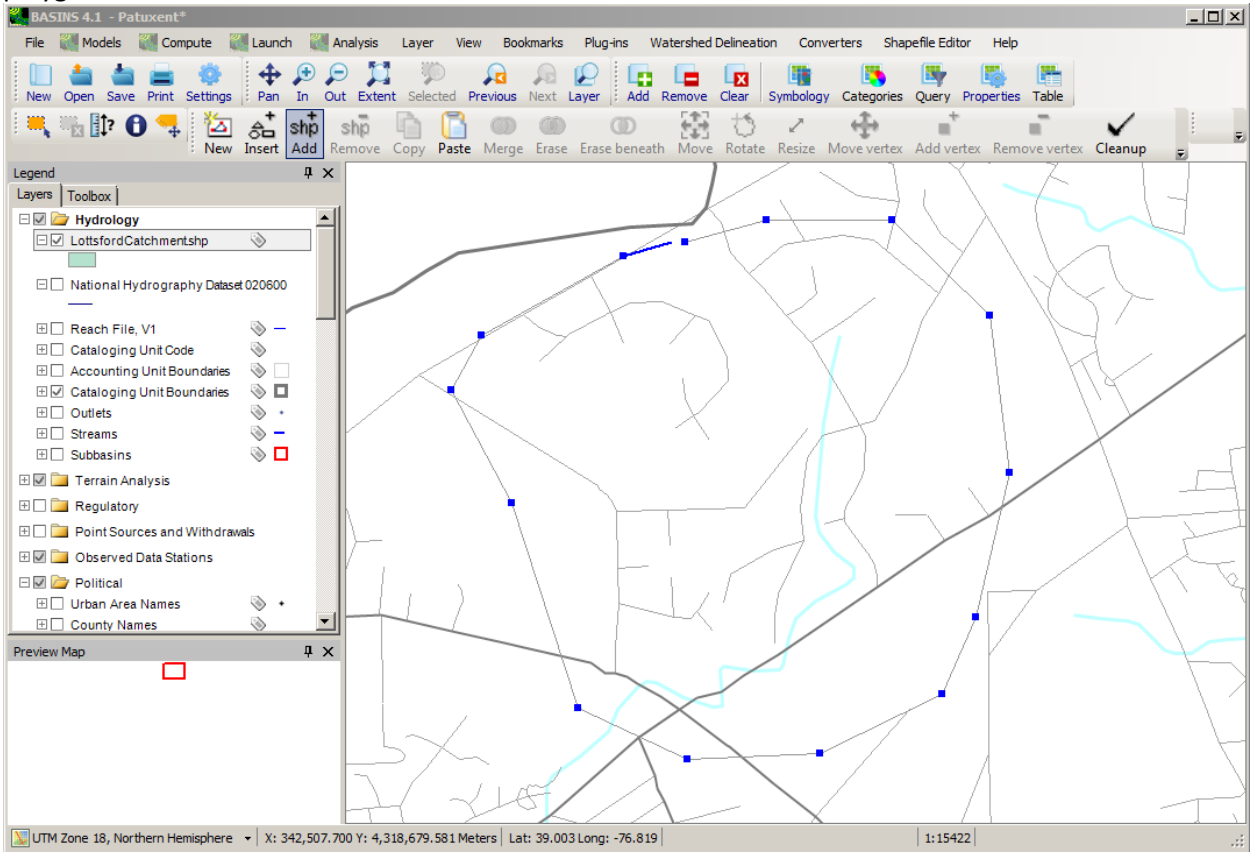 BASINS 4.1 - Patuxent*
File Models Compute Launch Analysis Layer View Bookmarks Plug-ins Watershed Delineation Converters Shapefile Editor Help
New Open Save Print Settings Pan In Out Extent Selected Previous Next Layer Add Remove Clear Symbology Categories Query Properties Table
New Insert Add Remove Copy Paste Merge Erase Erase beneath Move Rotate Resize Move vertex Add vertex Remove vertex Cleanup
Legend
Layers Toolbox
Hydrology
LottsfordCatchment.shp
National Hydrography Dataset 020600
Reach File, V1
Cataloging Unit Code
Accounting Unit Boundaries
Cataloging Unit Boundaries
Outlets
Streams
Subbasins
Terrain Analysis
Regulatory
Point Sources and Withdrawals
Observed Data Stations
Political
Urban Area Names
County Names
Preview Map
UTM Zone 18, Northern Hemisphere X: 342,507.700 Y: 4,318,679.581 Meters Lat: 39.003 Long: -76.819 1:15422